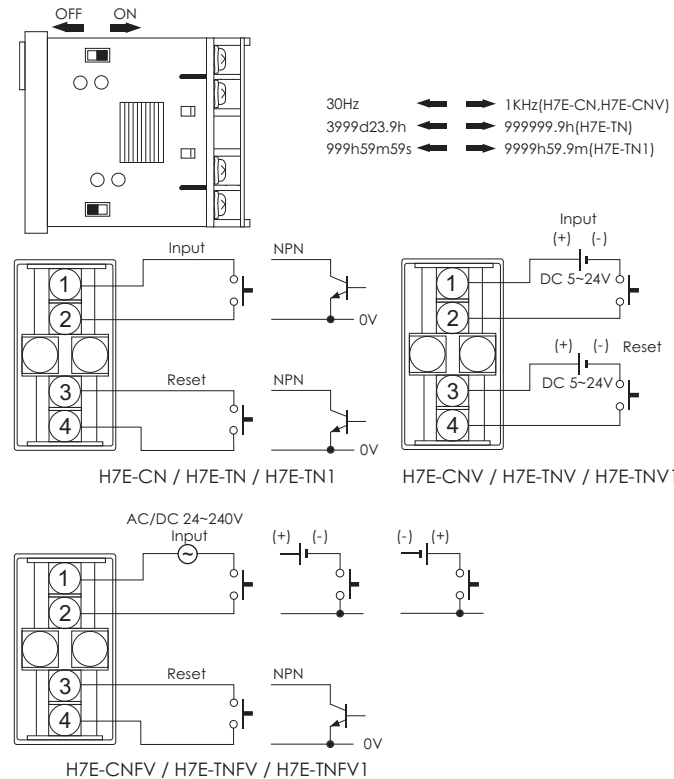 OFF ON
30Hz 1KHz(H7E-CN,H7E-CNV)
3999d23.9h 999999.9h(H7E-TN)
999h59m59s 9999h59.9m(H7E-TN1)
Input NPN
1
2
0V
3
4
Reset NPN
0V
H7E-CN / H7E-TN / H7E-TN1
Input
(+) (-)
DC 5~24V
1
2
(+) (-) Reset
DC 5~24V
3
4
H7E-CNV / H7E-TNV / H7E-TNV1
AC/DC 24~240V
Input
(+) (-)
(-) (+)
1
2
3
4
Reset NPN
0V
H7E-CNFV / H7E-TNFV / H7E-TNFV1